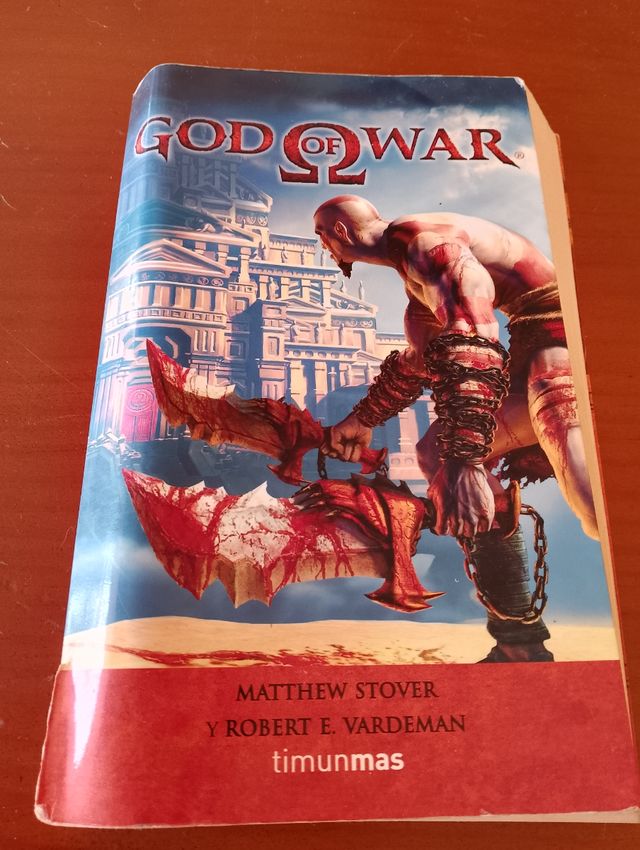 GOD OF WAR®
MATTHEW STOVER
Y ROBERT E. VARDEMAN
timunmas